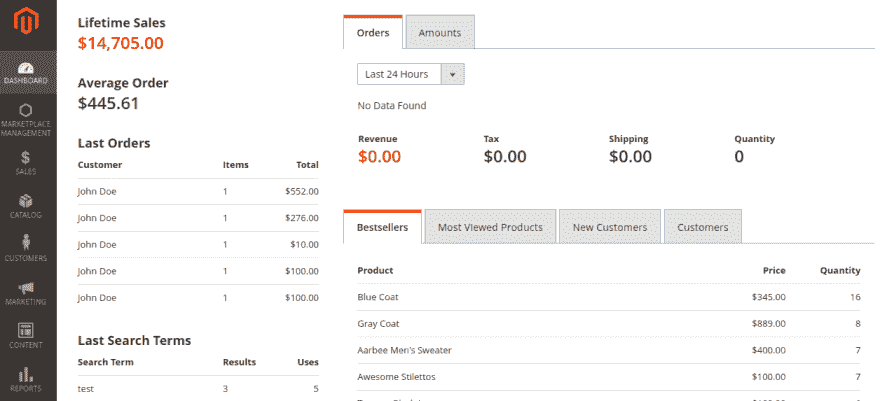 DASHBOARD
MARKETPLACE
MANAGEMENT
SALES
CATALOG
CUSTOMERS
MARKETING
CONTENT
REPORTS
Lifetime Sales
$14,705.00
Average Order
$445.61
Last Orders
Customer Items Total
John Doe 1 $552.00
John Doe 1 $276.00
John Doe 1 $10.00
John Doe 1 $100.00
John Doe 1 $100.00
Last Search Terms
Search Term Results Uses
test 3 5
Orders Amounts
Last 24 Hours
No Data Found
Revenue Tax Shipping Quantity
$0.00 $0.00 $0.00 0
Bestsellers Most Viewed Products New Customers Customers
Product Price Quantity
Blue Coat $345.00 16
Gray Coat $889.00 8
Aarbee Men's Sweater $400.00 7
Awesome Stilettos $100.00 7